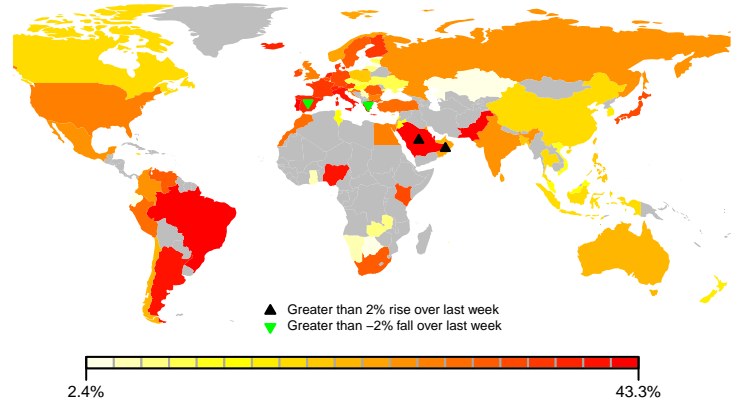 Greater than 2% rise over last week
Greater than −2% fall over last week
2.4%
43.3%